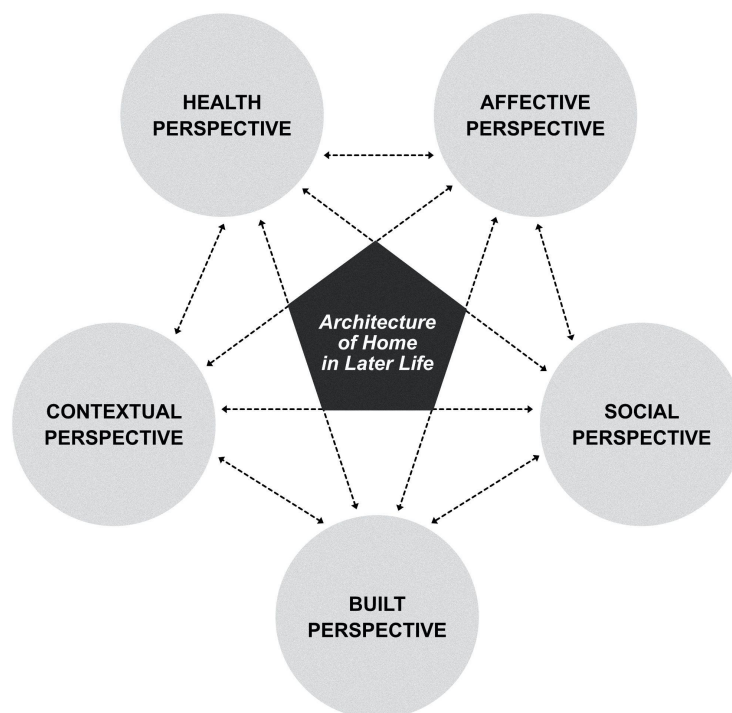 HEALTH
PERSPECTIVE
AFFECTIVE
PERSPECTIVE
Architecture
of Home
in Later Life
CONTEXTUAL
PERSPECTIVE
SOCIAL
PERSPECTIVE
BUILT
PERSPECTIVE